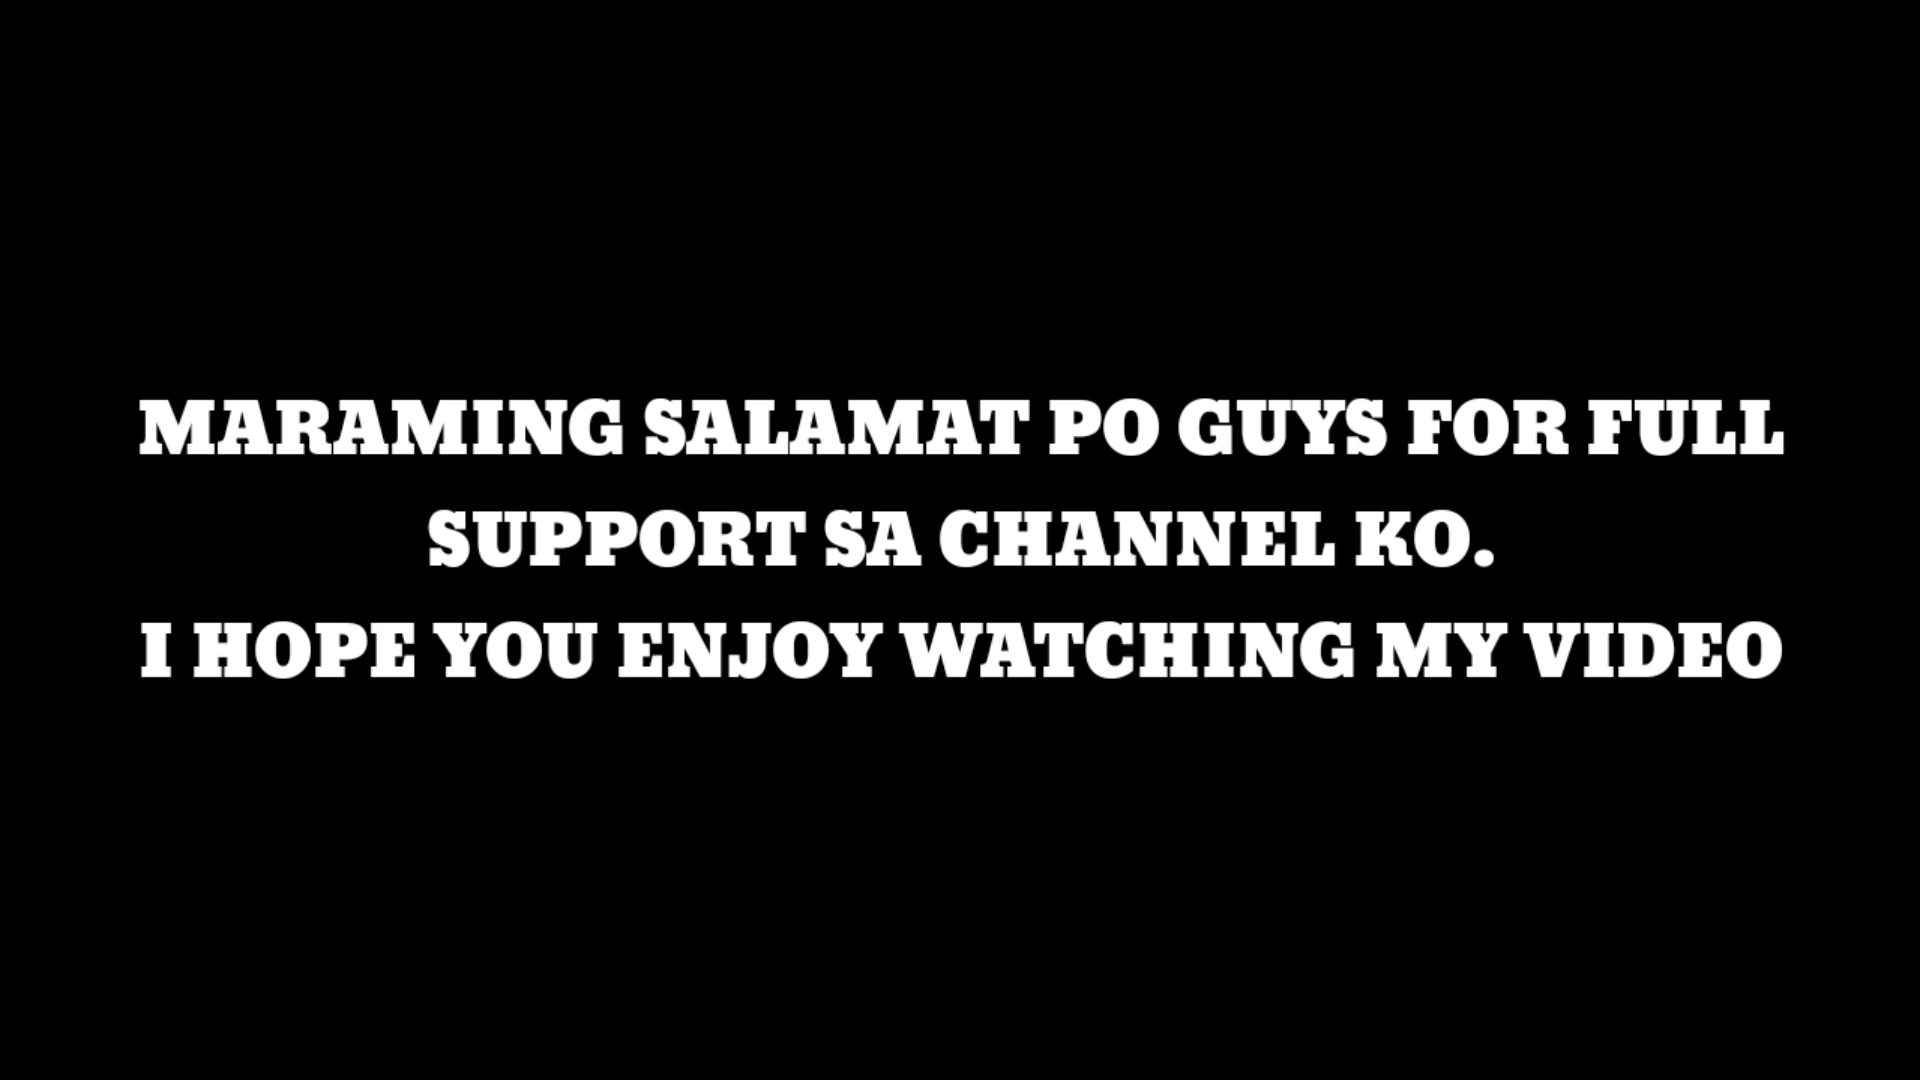 MARAMING SALAMAT PO GUYS FOR FULL
SUPPORT SA CHANNEL KO.
I HOPE YOU ENJOY WATCHING MY VIDEO